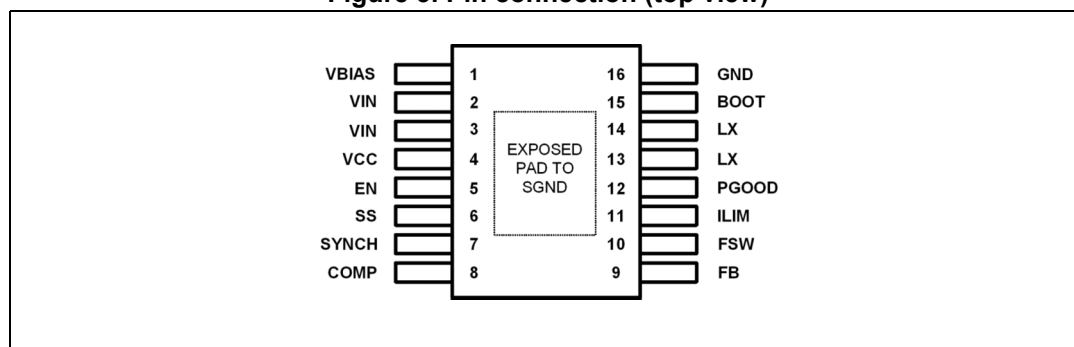 Figure 3. Pin connection (top view)
VBIAS 1 16 GND
VIN 2 15 BOOT
VIN 3 14 LX
VCC 4 13 LX
EN 5 12 PGOOD
SS 6 11 ILIM
SYNCH 7 10 FSW
COMP 8 9 FB
EXPOSED
PAD TO
SGND